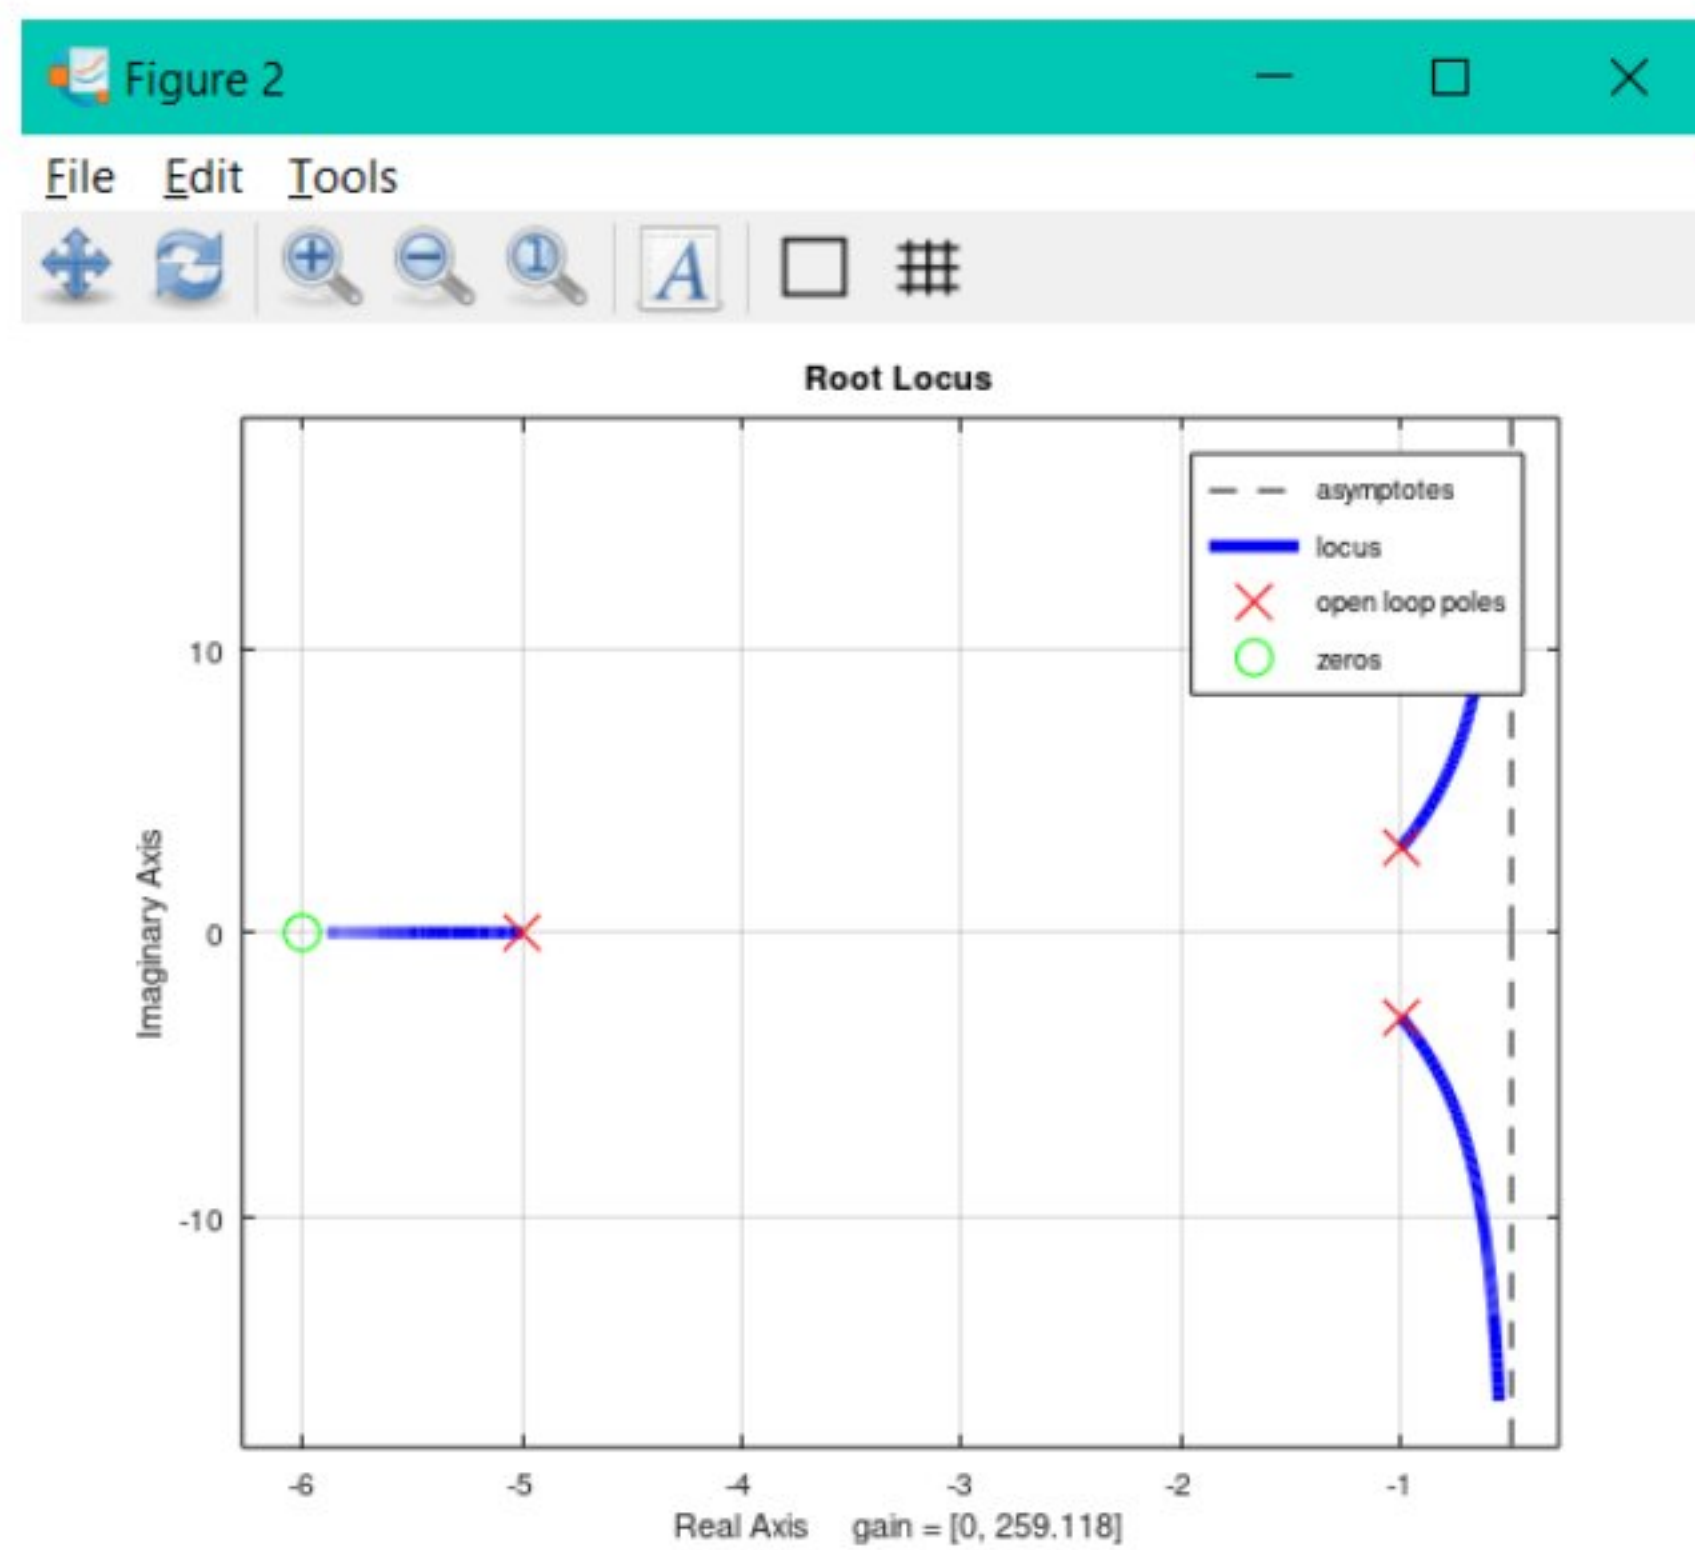 Figure 2
File Edit Tools
A
Root Locus
asymptotes
locus
open loop poles
zeros
10
0
-10
Imaginary Axis
-6 -5 -4 -3 -2 -1
Real Axis gain = [0, 259.118]